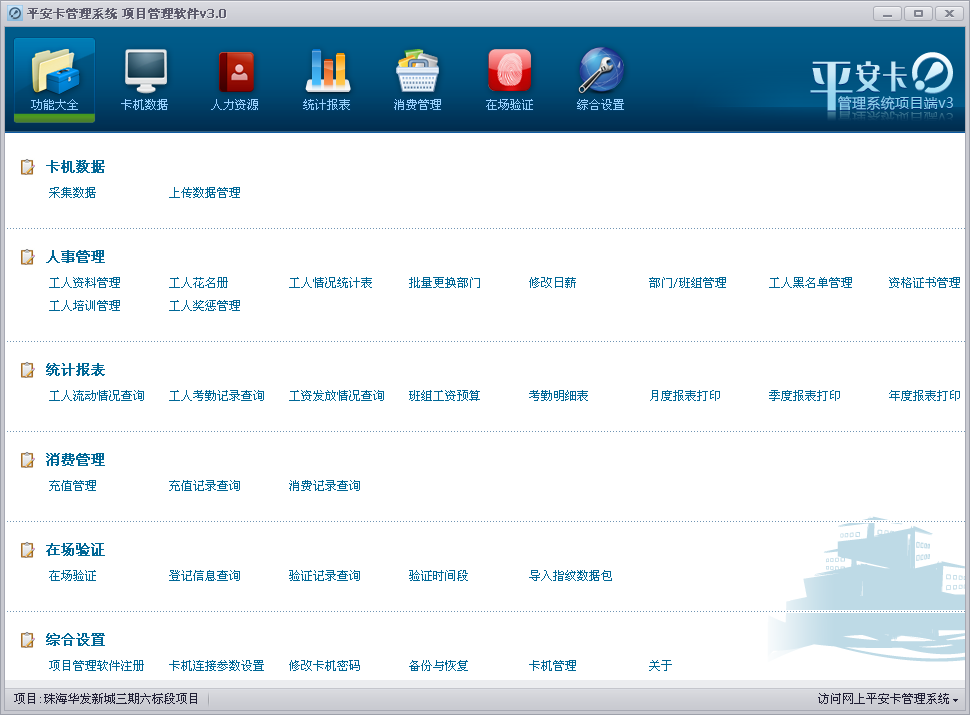 平安卡管理系统 项目管理软件v3.0
功能大全 卡机数据 人力资源 统计报表 消费管理 在场验证 综合设置
平安卡
管理系统项目端v3
卡机数据
采集数据 上传数据管理
人事管理
工人资料管理 工人花名册 工人情况统计表 批量更换部门 修改日薪 部门/班组管理 工人黑名单管理 资格证书管理
工人培训管理 工人奖惩管理
统计报表
工人流动情况查询 工人考勤记录查询 工资发放情况查询 班组工资预算 考勤明细表 月度报表打印 季度报表打印 年度报表打印
消费管理
充值管理 充值记录查询 消费记录查询
在场验证
在场验证 登记信息查询 验证记录查询 验证时间段 导入指纹数据包
综合设置
项目管理软件注册 卡机连接参数设置 修改卡机密码 备份与恢复 卡机管理 关于
项目:珠海华发新城三期六标段项目 访问网上平安卡管理系统